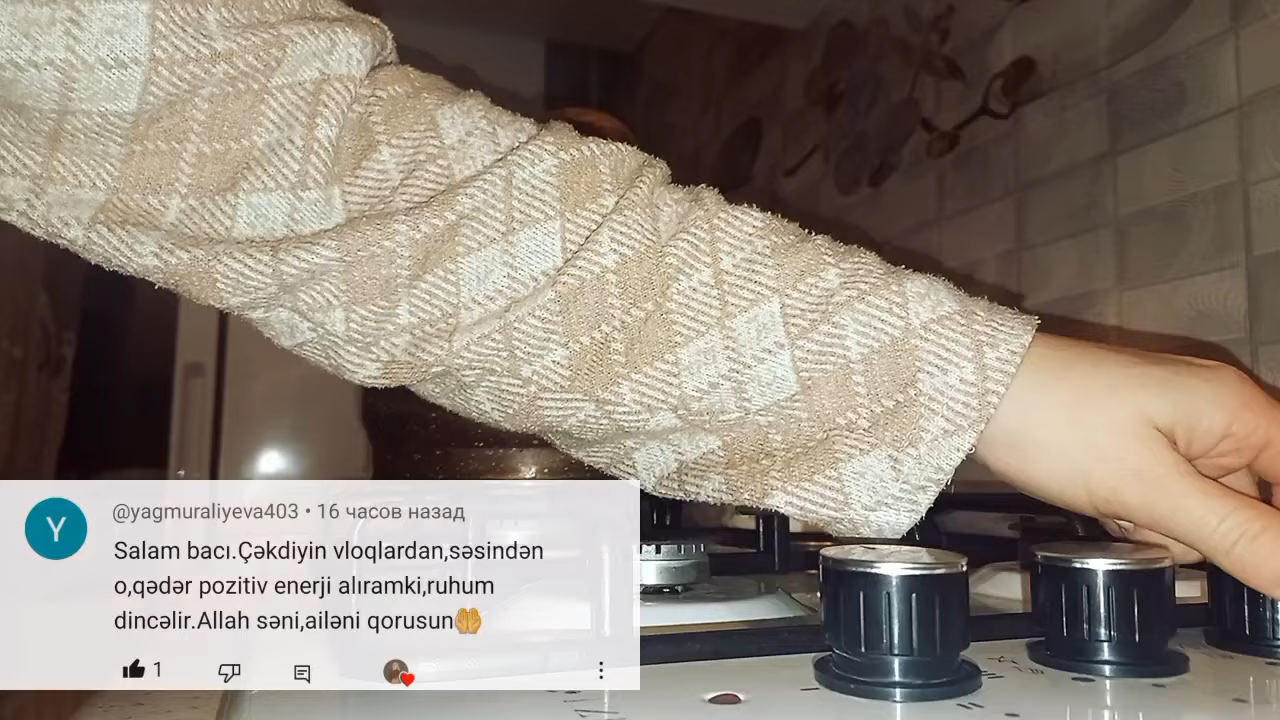 Y
@yagmuraliyeva403 • 16 часов назад
Salam bacı.Çəkdiyin vloqlardan,səsindən
o,qədər pozitiv enerji alıramki,ruhum
dincəlir.Allah səni,ailəni qorusun🤲
1